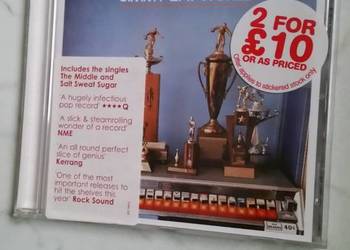 2 FOR
£10
OR AS PRICED
Offer applies to stickered stock only
Includes the singles
The Middle and
Salt Sweat Sugar
'A hugely infectious
pop record' ★★★★Q
'A slick & steamrolling
wonder of a record'
NME
'An all round perfect
slice of genius'
Kerrang
'One of the most
important releases to
hit the shelves this
year' Rock Sound
40¢